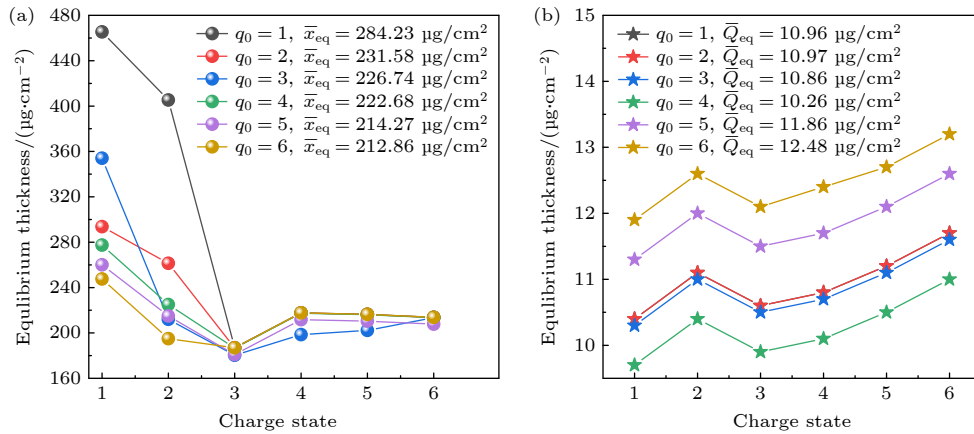 (a)
480
440
400
360
320
280
240
200
160
Equilibrium thickness/(µg·cm⁻²)
q₀ = 1, x̅eq = 284.23 µg/cm²
q₀ = 2, x̅eq = 231.58 µg/cm²
q₀ = 3, x̅eq = 226.74 µg/cm²
q₀ = 4, x̅eq = 222.68 µg/cm²
q₀ = 5, x̅eq = 214.27 µg/cm²
q₀ = 6, x̅eq = 212.86 µg/cm²
1 2 3 4 5 6
Charge state
(b)
15
14
13
12
11
10
Equilibrium thickness/(µg·cm⁻²)
q₀ = 1, Q̅eq = 10.96 µg/cm²
q₀ = 2, Q̅eq = 10.97 µg/cm²
q₀ = 3, Q̅eq = 10.86 µg/cm²
q₀ = 4, Q̅eq = 10.26 µg/cm²
q₀ = 5, Q̅eq = 11.86 µg/cm²
q₀ = 6, Q̅eq = 12.48 µg/cm²
1 2 3 4 5 6
Charge state